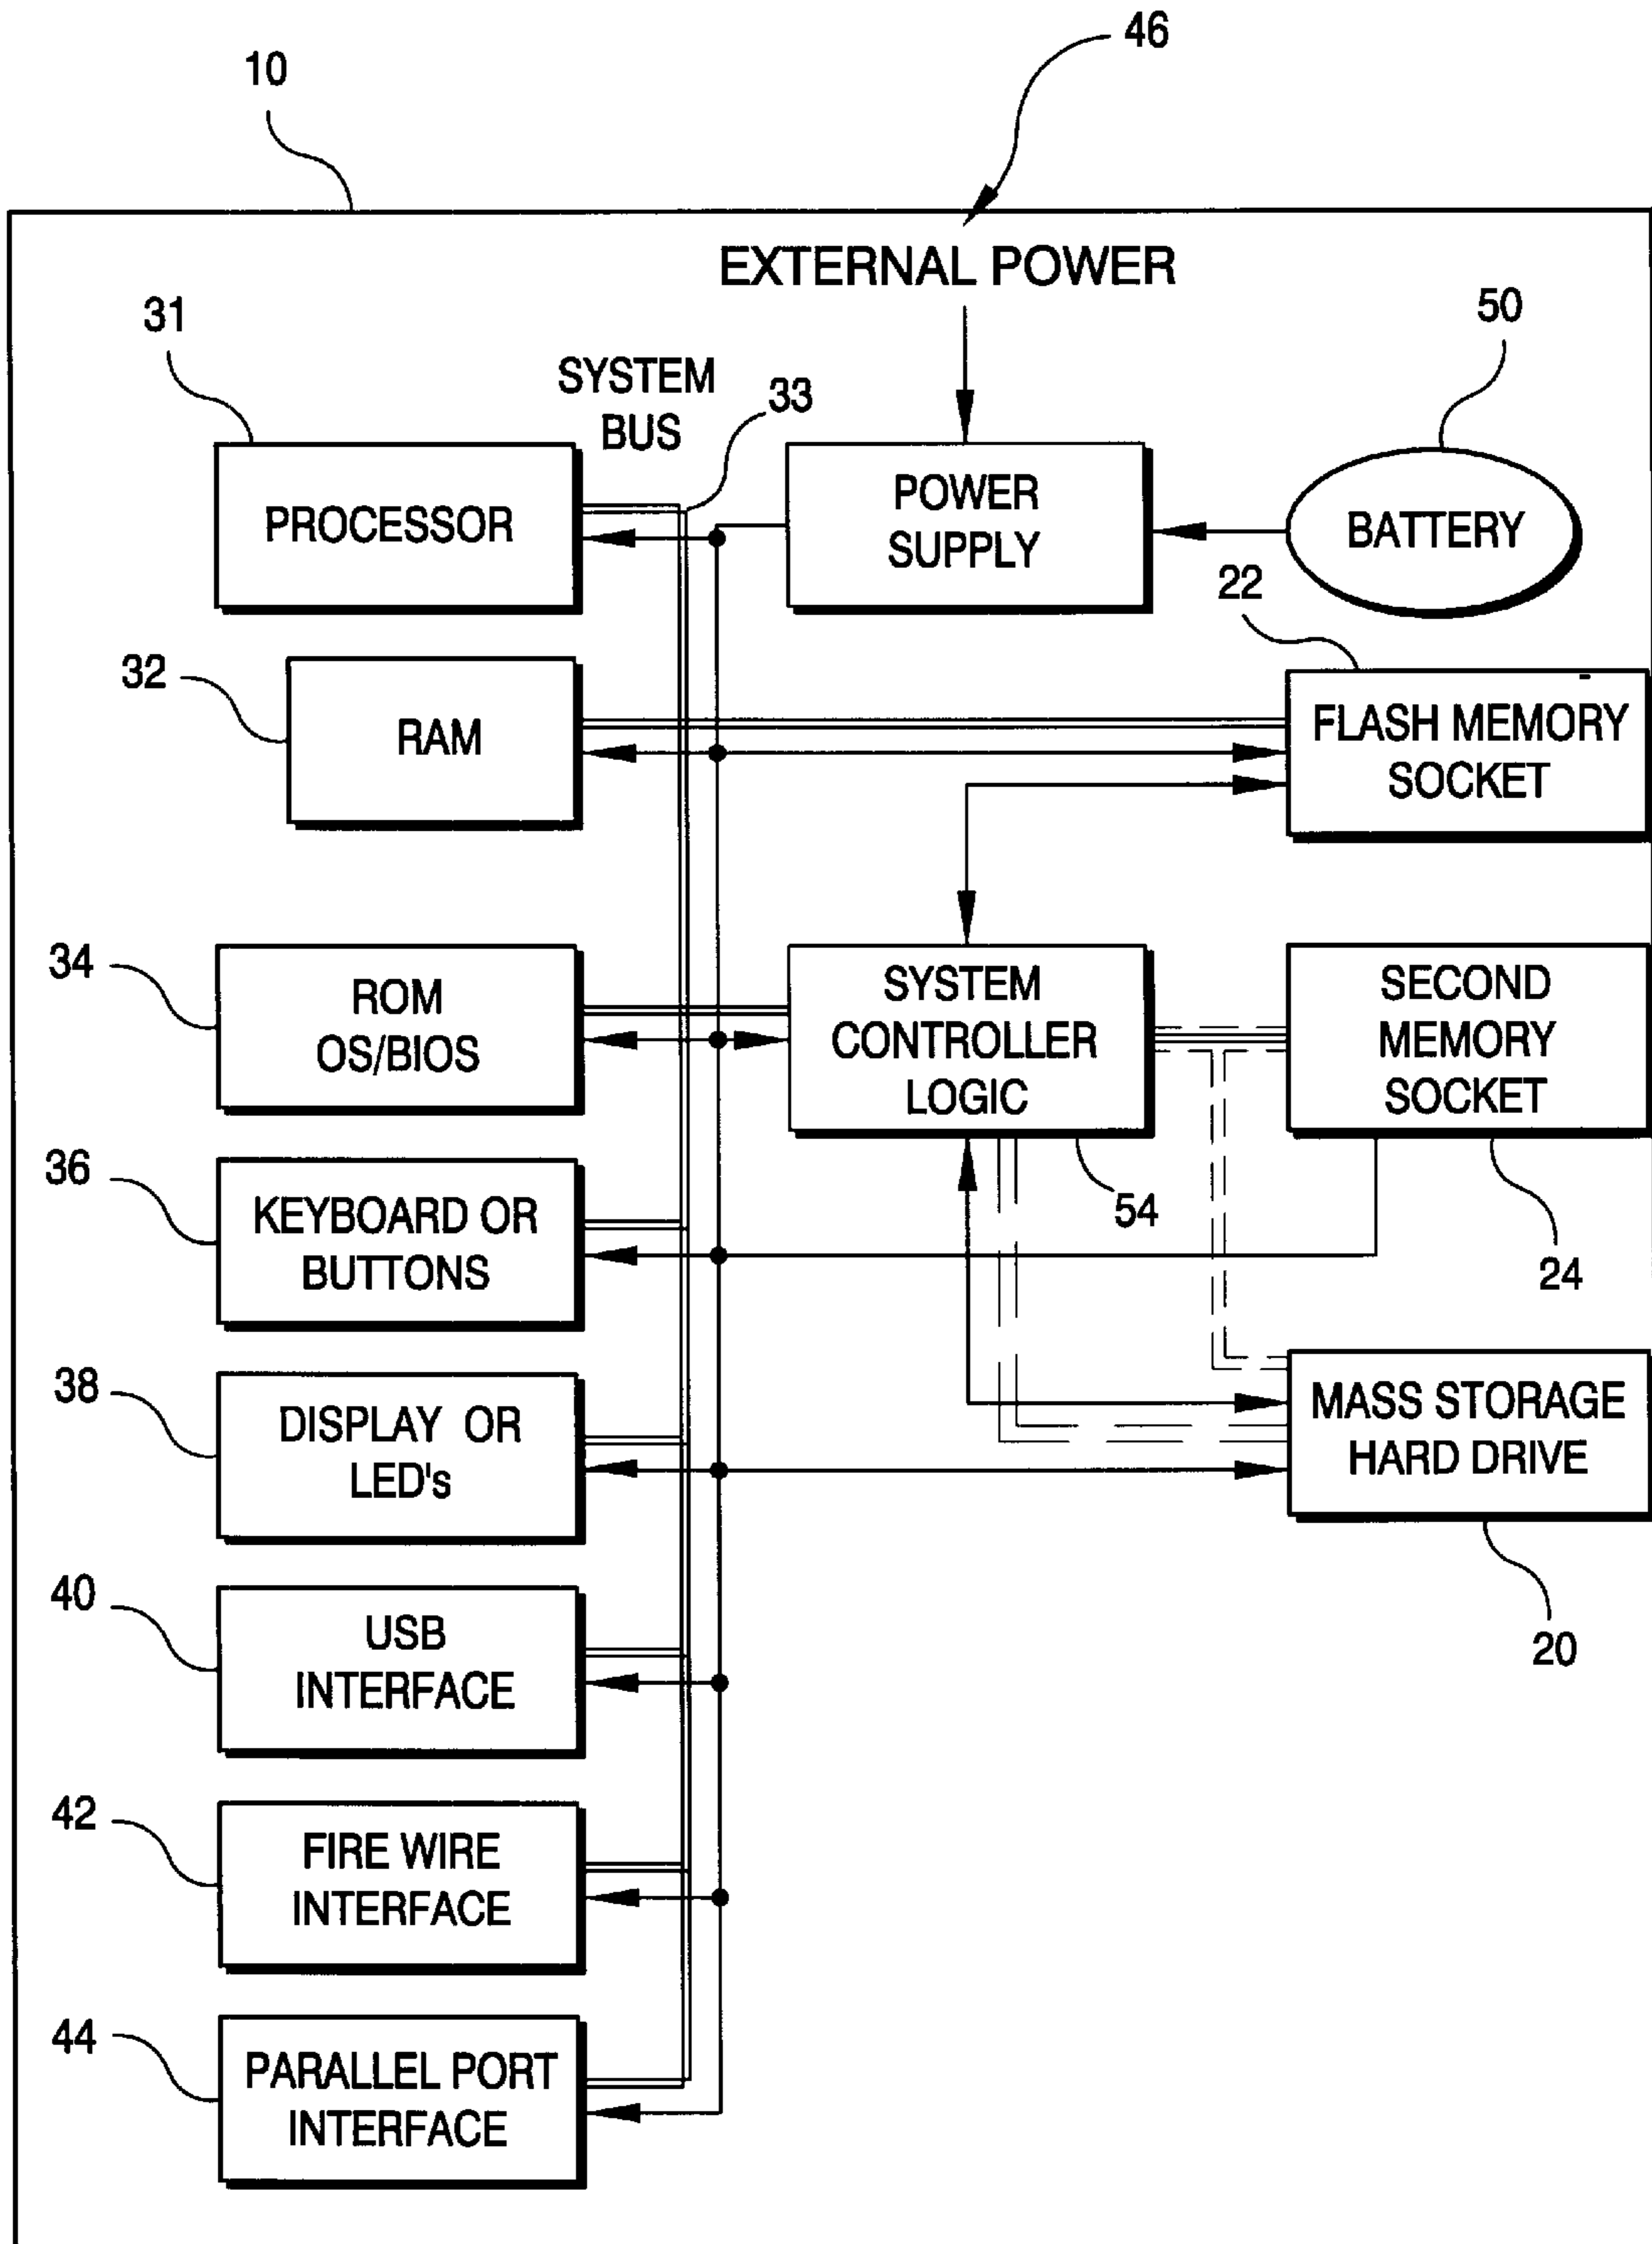 46
10
EXTERNAL POWER
31
50
SYSTEM
BUS
33
PROCESSOR
POWER
SUPPLY
BATTERY
22
32
RAM
FLASH MEMORY
SOCKET
34
ROM
OS/BIOS
SYSTEM
CONTROLLER
LOGIC
SECOND
MEMORY
SOCKET
36
KEYBOARD OR
BUTTONS
54
24
38
DISPLAY OR
LED's
MASS STORAGE
HARD DRIVE
40
USB
INTERFACE
20
42
FIRE WIRE
INTERFACE
44
PARALLEL PORT
INTERFACE